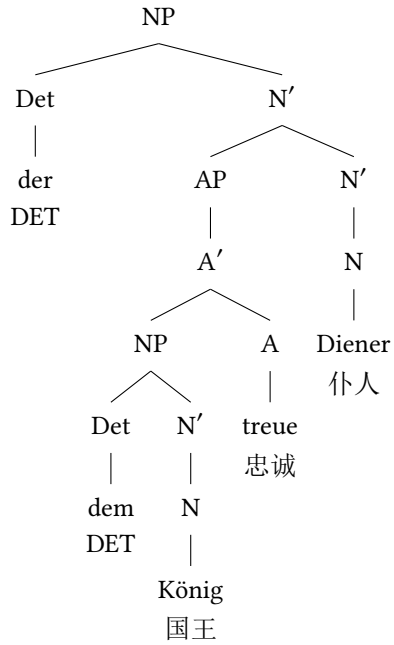 NP
Det N′
der AP N′
DET
A′ N
NP A Diener
仆人
Det N′ treue
忠诚
dem N
DET
König
国王